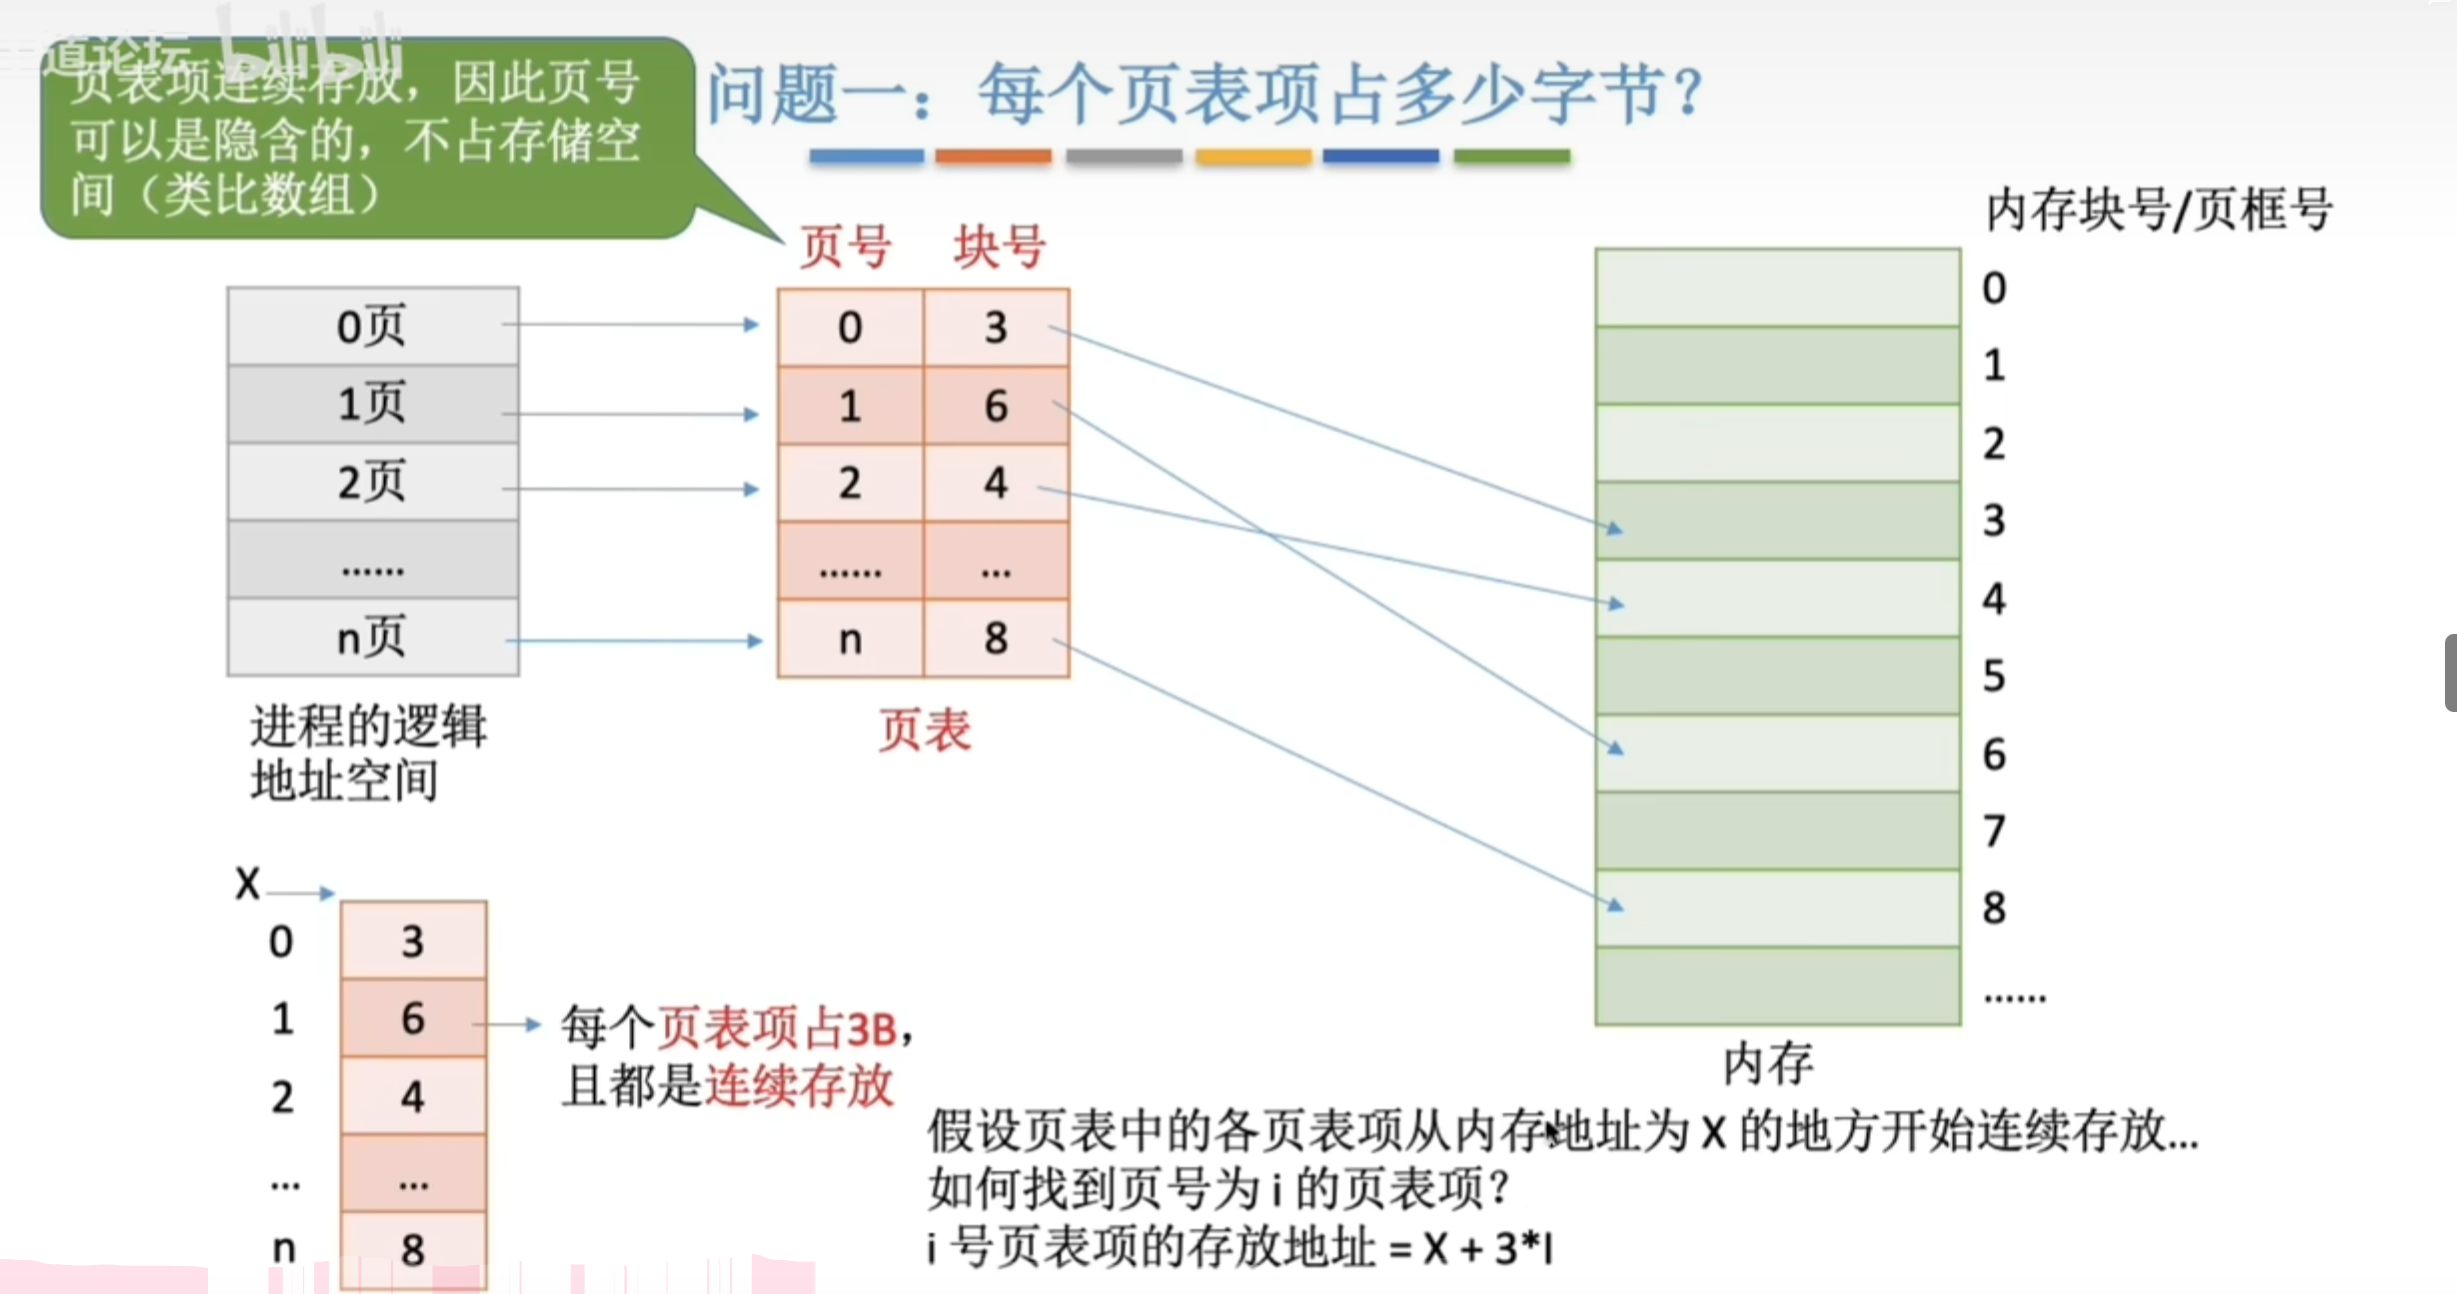 道论坛 bilibili
页表项连续存放，因此页号
可以是隐含的，不占存储空
间（类比数组）
问题一：每个页表项占多少字节？
内存块号/页框号
页号 块号
0页
1页
2页
......
n页
进程的逻辑
地址空间
0 3
1 6
2 4
...... ...
n 8
页表
0
1
2
3
4
5
6
7
8
......
内存
X
0 3
1 6
2 4
... ...
n 8
每个页表项占3B，
且都是连续存放
假设页表中的各页表项从内存地址为 X 的地方开始连续存放...
如何找到页号为 i 的页表项？
i 号页表项的存放地址 = X + 3*I